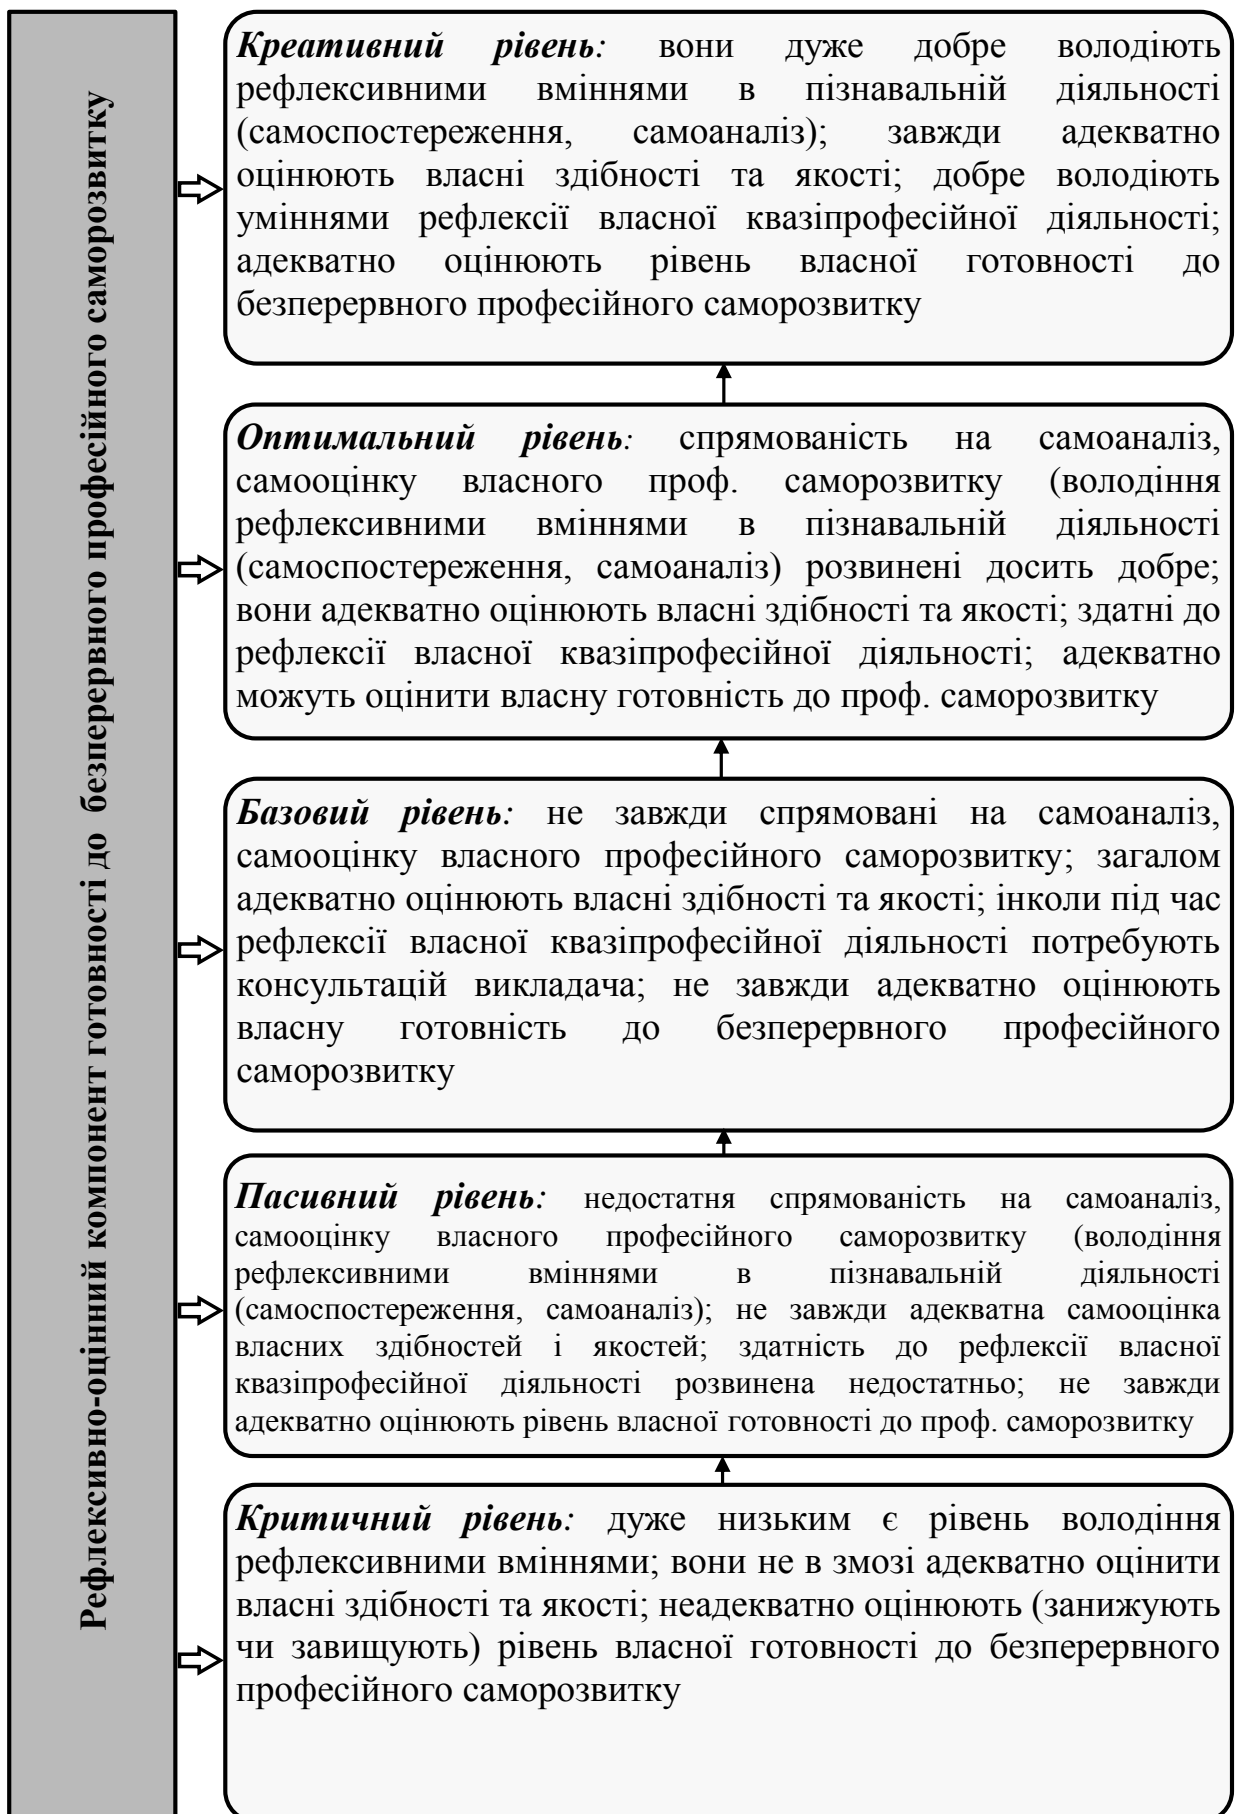 Рефлексивно-оцінний компонент готовності до безперервного професійного саморозвитку
Креативний рівень: вони дуже добре володіють
рефлексивними вміннями в пізнавальній діяльності
(самоспостереження, самоаналіз); завжди адекватно
оцінюють власні здібності та якості; добре володіють
уміннями рефлексії власної квазіпрофесійної діяльності;
адекватно оцінюють рівень власної готовності до
безперервного професійного саморозвитку
Оптимальний рівень: спрямованість на самоаналіз,
самооцінку власного проф. саморозвитку (володіння
рефлексивними вміннями в пізнавальній діяльності
(самоспостереження, самоаналіз) розвинені досить добре;
вони адекватно оцінюють власні здібності та якості; здатні до
рефлексії власної квазіпрофесійної діяльності; адекватно
можуть оцінити власну готовність до проф. саморозвитку
Базовий рівень: не завжди спрямовані на самоаналіз,
самооцінку власного професійного саморозвитку; загалом
адекватно оцінюють власні здібності та якості; інколи під час
рефлексії власної квазіпрофесійної діяльності потребують
консультацій викладача; не завжди адекватно оцінюють
власну готовність до безперервного професійного
саморозвитку
Пасивний рівень: недостатня спрямованість на самоаналіз,
самооцінку власного професійного саморозвитку (володіння
рефлексивними вміннями в пізнавальній діяльності
(самоспостереження, самоаналіз); не завжди адекватна самооцінка
власних здібностей і якостей; здатність до рефлексії власної
квазіпрофесійної діяльності розвинена недостатньо; не завжди
адекватно оцінюють рівень власної готовності до проф. саморозвитку
Критичний рівень: дуже низьким є рівень володіння
рефлексивними вміннями; вони не в змозі адекватно оцінити
власні здібності та якості; неадекватно оцінюють (занижують
чи завищують) рівень власної готовності до безперервного
професійного саморозвитку